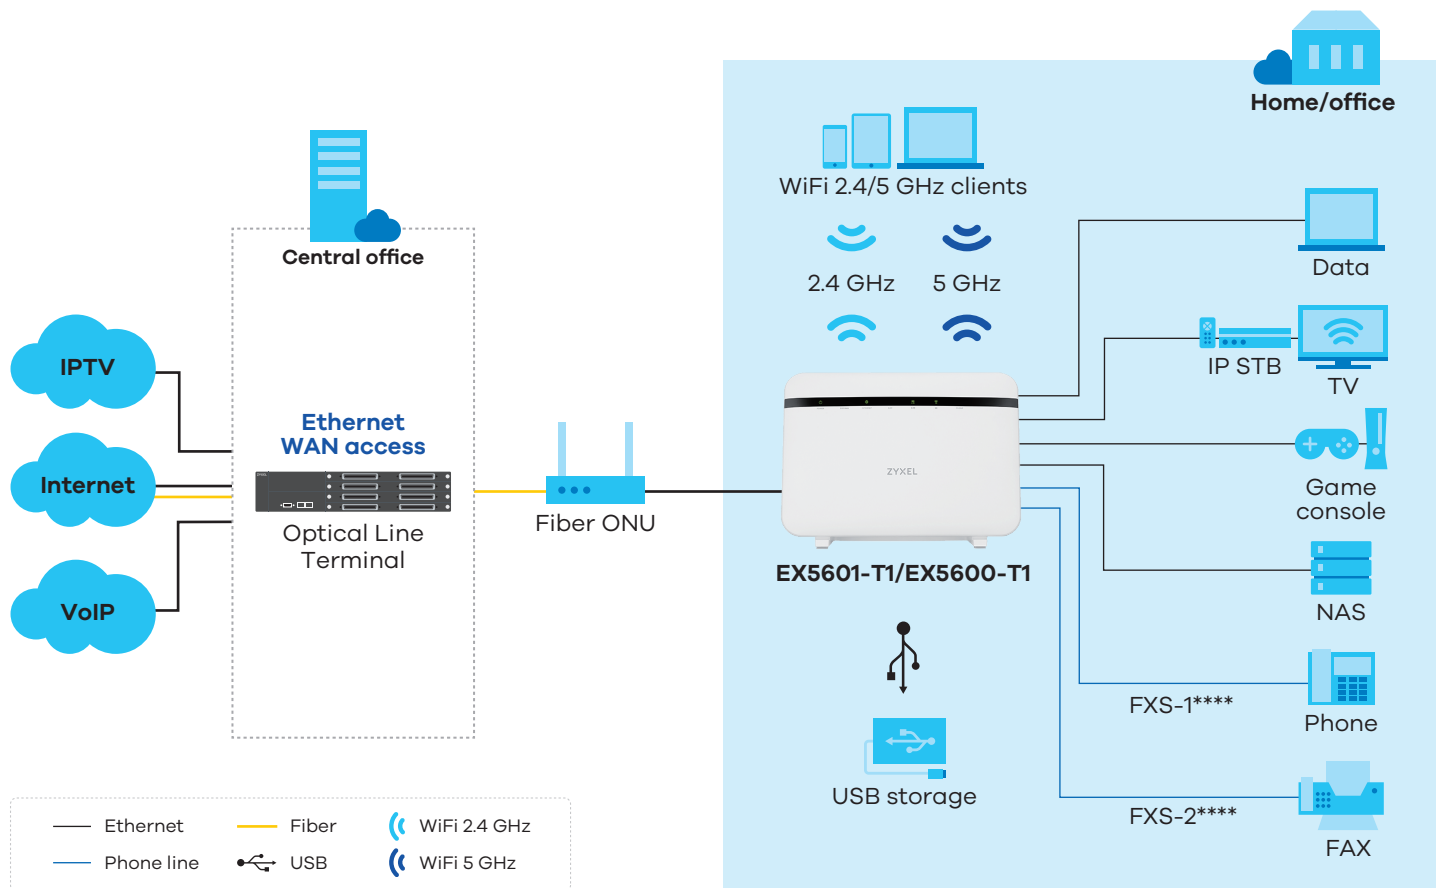 Home/office
WiFi 2.4/5 GHz clients
2.4 GHz
5 GHz
Central office
IPTV
Internet
VoIP
Ethernet
WAN access
Optical Line
Terminal
Fiber ONU
ZYXEL
EX5601-T1/EX5600-T1
USB storage
Data
IP STB
TV
Game
console
NAS
FXS-1****
Phone
FXS-2****
FAX
Ethernet
Fiber
WiFi 2.4 GHz
Phone line
USB
WiFi 5 GHz